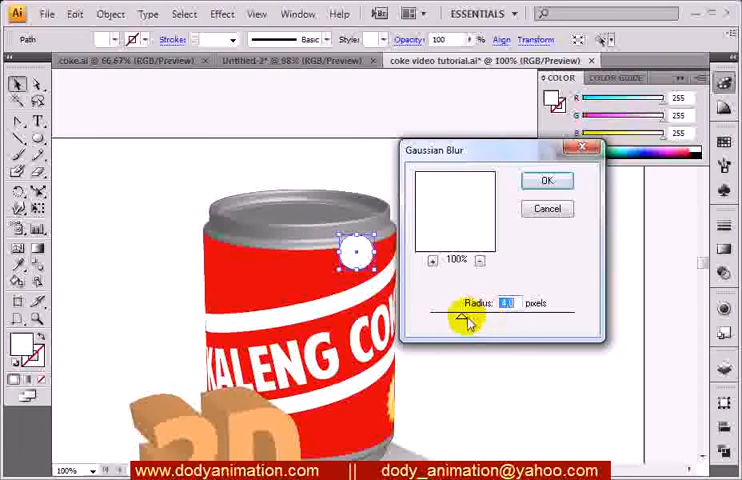 Ai File Edit Object Type Select Effect View Window Help Br ESSENTIALS
Path Stroke: Basic Style: Opacity: 100 % Align Transform
coke.ai @ 66,67% (RGB/Preview) Untitled-2* @ 68% (RGB/Preview) coke video tutorial.ai* @ 100% (RGB/Preview)
COLOR COLOR GUIDE
R 255
G 255
B 255
Gaussian Blur
OK
Cancel
100%
Radius: pixels
KALENG CO
3D
100%
www.dodyanimation.com || dody_animation@yahoo.com